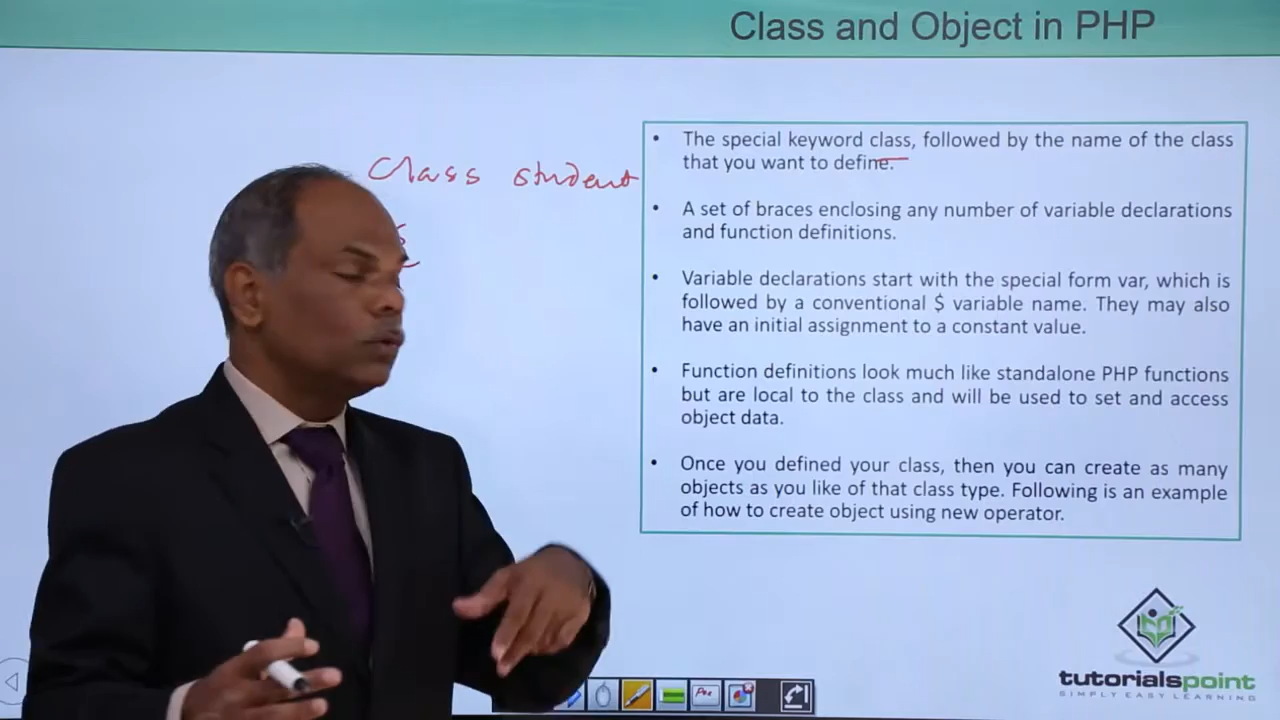 Class and Object in PHP
Class student
{
• The special keyword class, followed by the name of the class
that you want to define.
• A set of braces enclosing any number of variable declarations
and function definitions.
• Variable declarations start with the special form var, which is
followed by a conventional $ variable name. They may also
have an initial assignment to a constant value.
• Function definitions look much like standalone PHP functions
but are local to the class and will be used to set and access
object data.
• Once you defined your class, then you can create as many
objects as you like of that class type. Following is an example
of how to create object using new operator.
tutorialspoint
SIMPLY EASY LEARNING
Pen